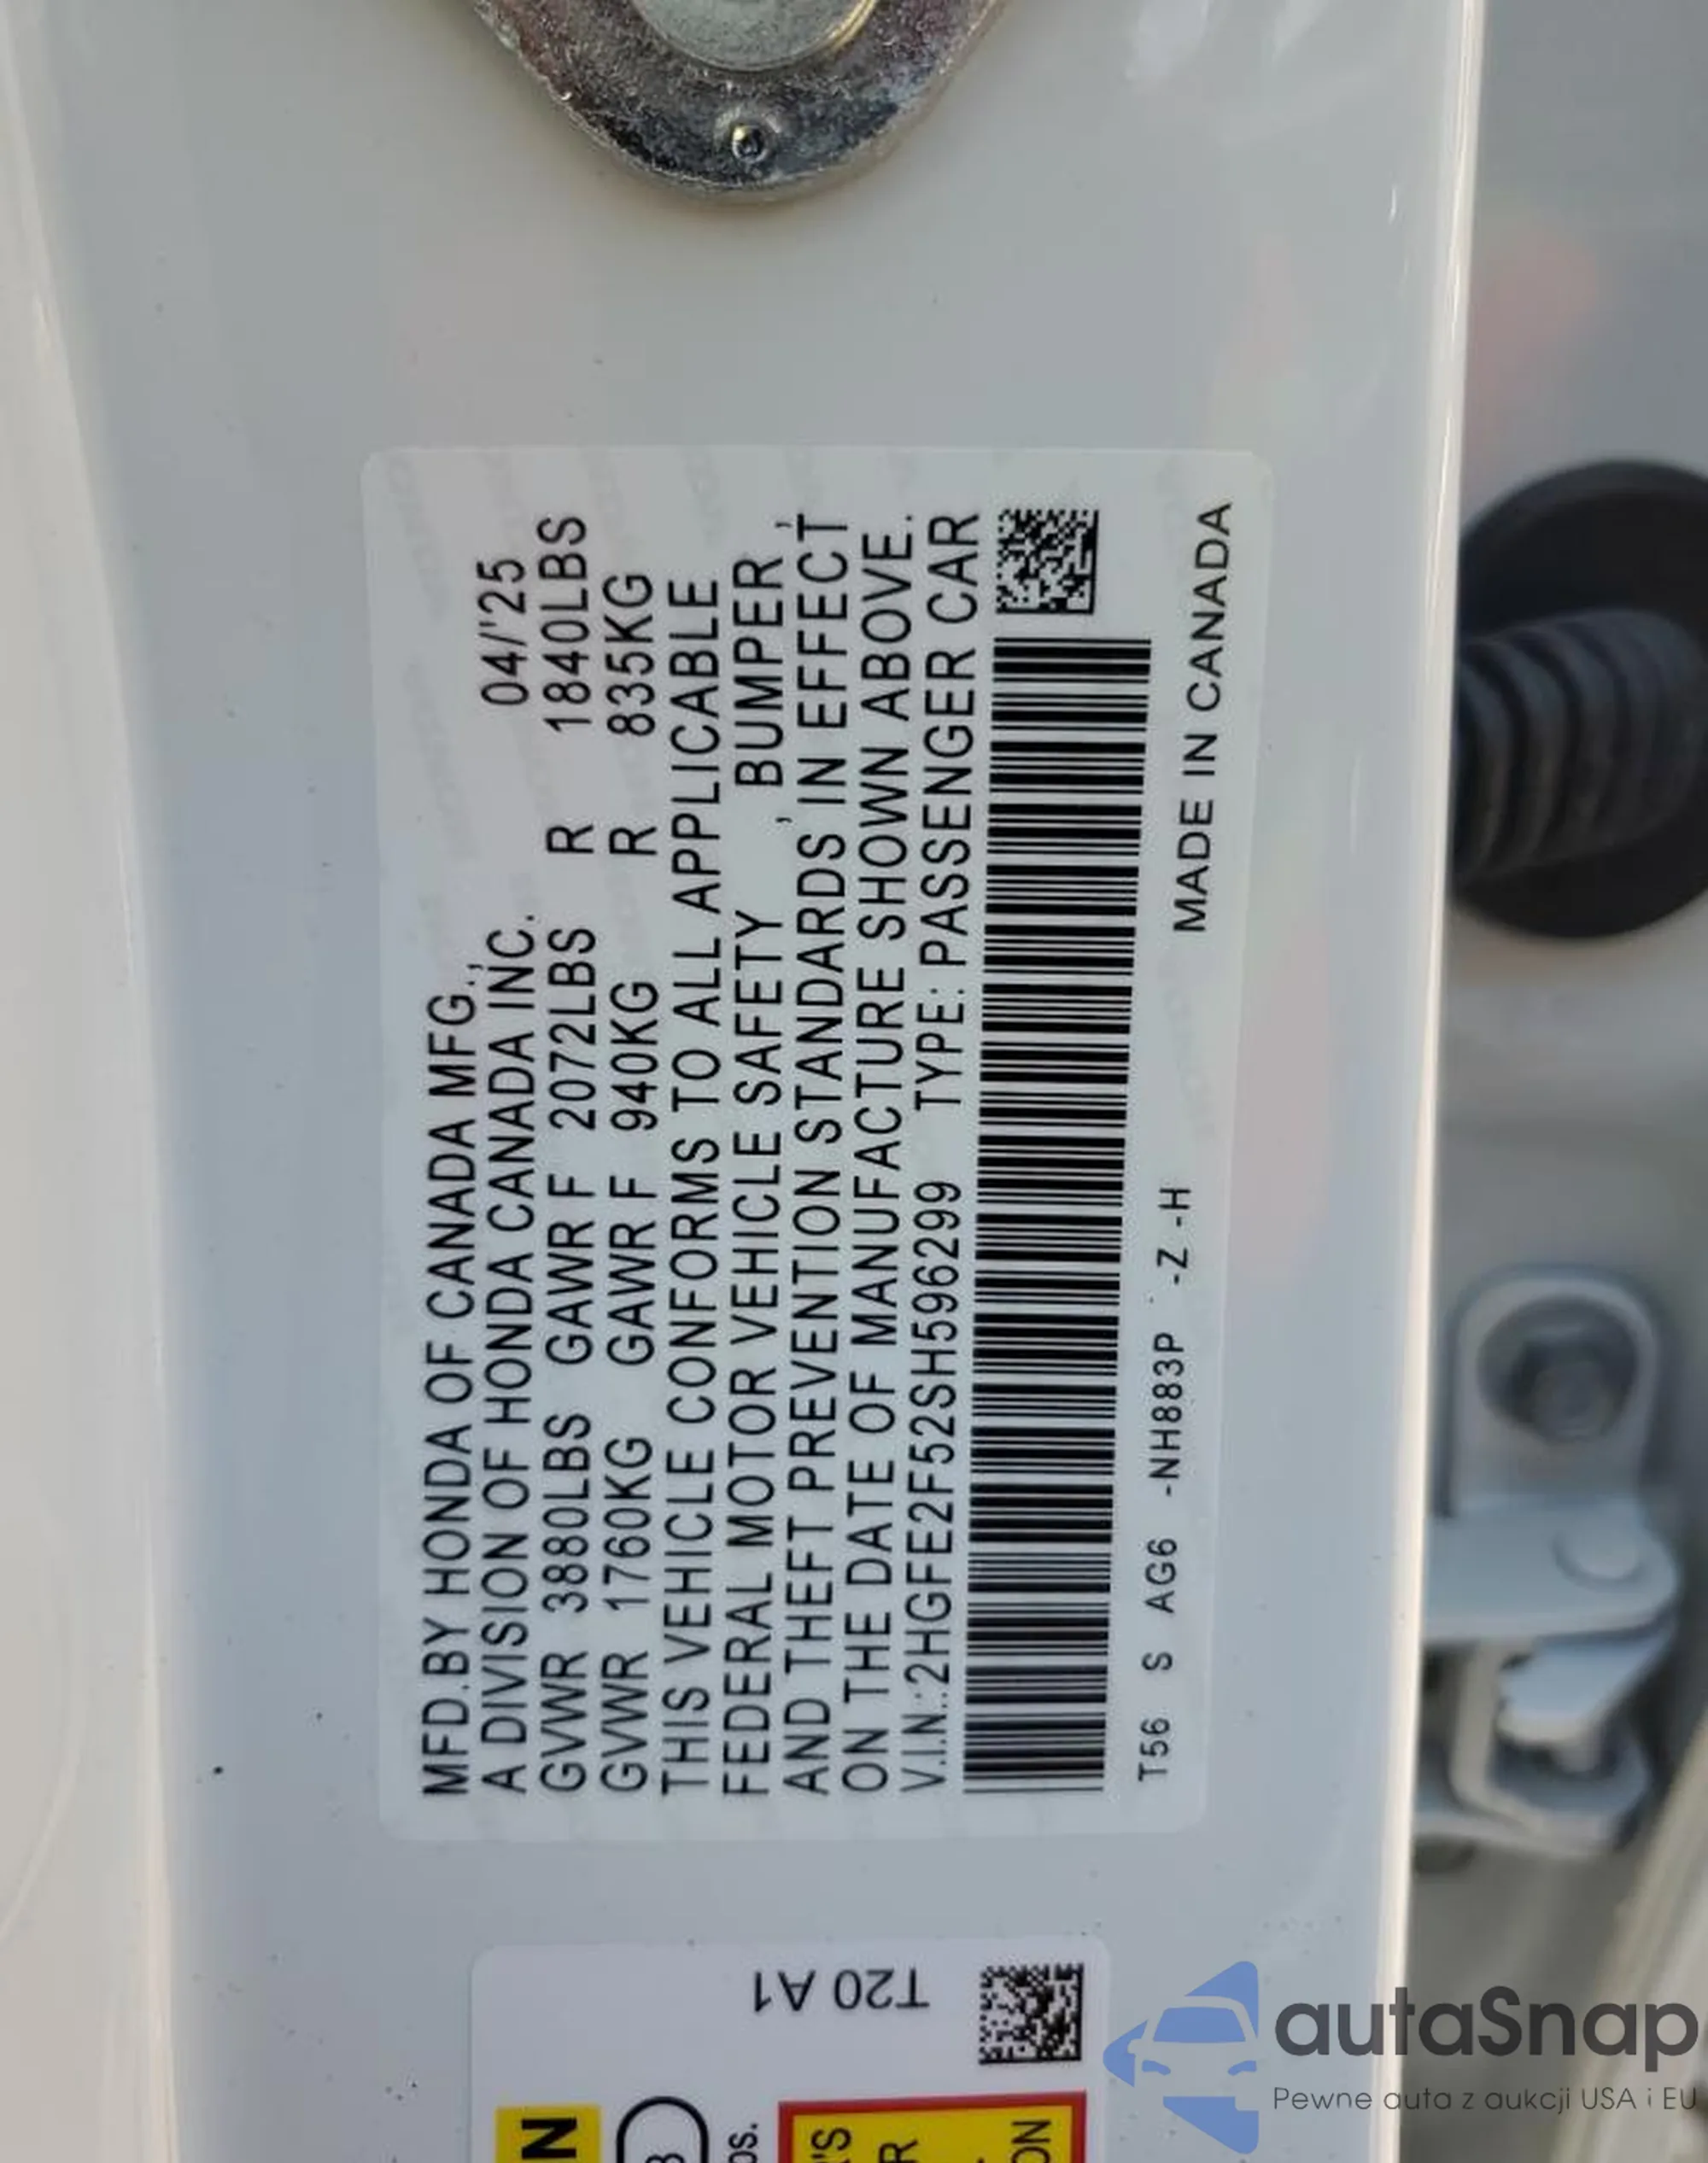 MFD.BY HONDA OF CANADA MFG.,
A DIVISION OF HONDA CANADA INC. 04/'25
GVWR 3880LBS GAWR F 2072LBS R 1840LBS
GVWR 1760KG GAWR F 940KG R 835KG
THIS VEHICLE CONFORMS TO ALL APPLICABLE
FEDERAL MOTOR VEHICLE SAFETY , BUMPER ,
AND THEFT PREVENTION STANDARDS IN EFFECT
ON THE DATE OF MANUFACTURE SHOWN ABOVE.
V.I.N.:2HGFE2F52SH596299 TYPE: PASSENGER CAR
T56 S AG6 -NH883P -Z -H MADE IN CANADA
T20 A1
autaSnap
Pewne auta z aukcji USA i EU